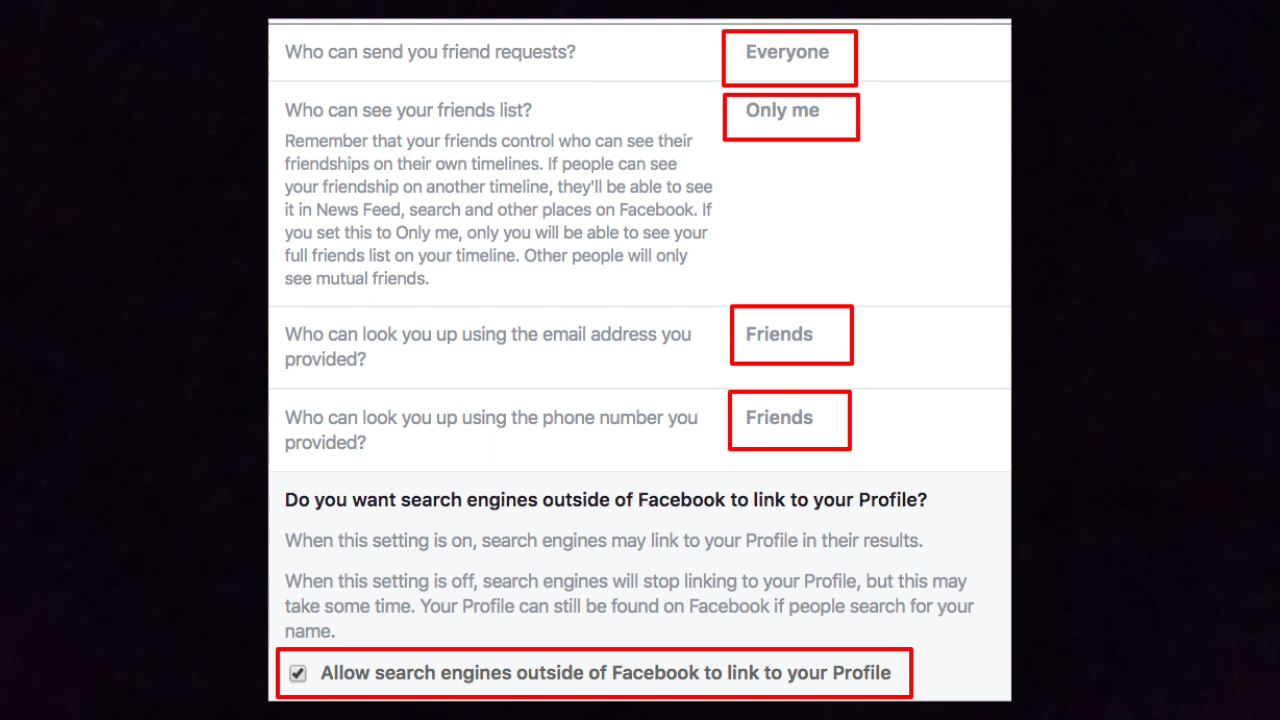 Who can send you friend requests? Everyone
Who can see your friends list? Only me
Remember that your friends control who can see their
friendships on their own timelines. If people can see
your friendship on another timeline, they'll be able to see
it in News Feed, search and other places on Facebook. If
you set this to Only me, only you will be able to see your
full friends list on your timeline. Other people will only
see mutual friends.
Who can look you up using the email address you Friends
provided?
Who can look you up using the phone number you Friends
provided?
Do you want search engines outside of Facebook to link to your Profile?
When this setting is on, search engines may link to your Profile in their results.
When this setting is off, search engines will stop linking to your Profile, but this may
take some time. Your Profile can still be found on Facebook if people search for your
name.
Allow search engines outside of Facebook to link to your Profile